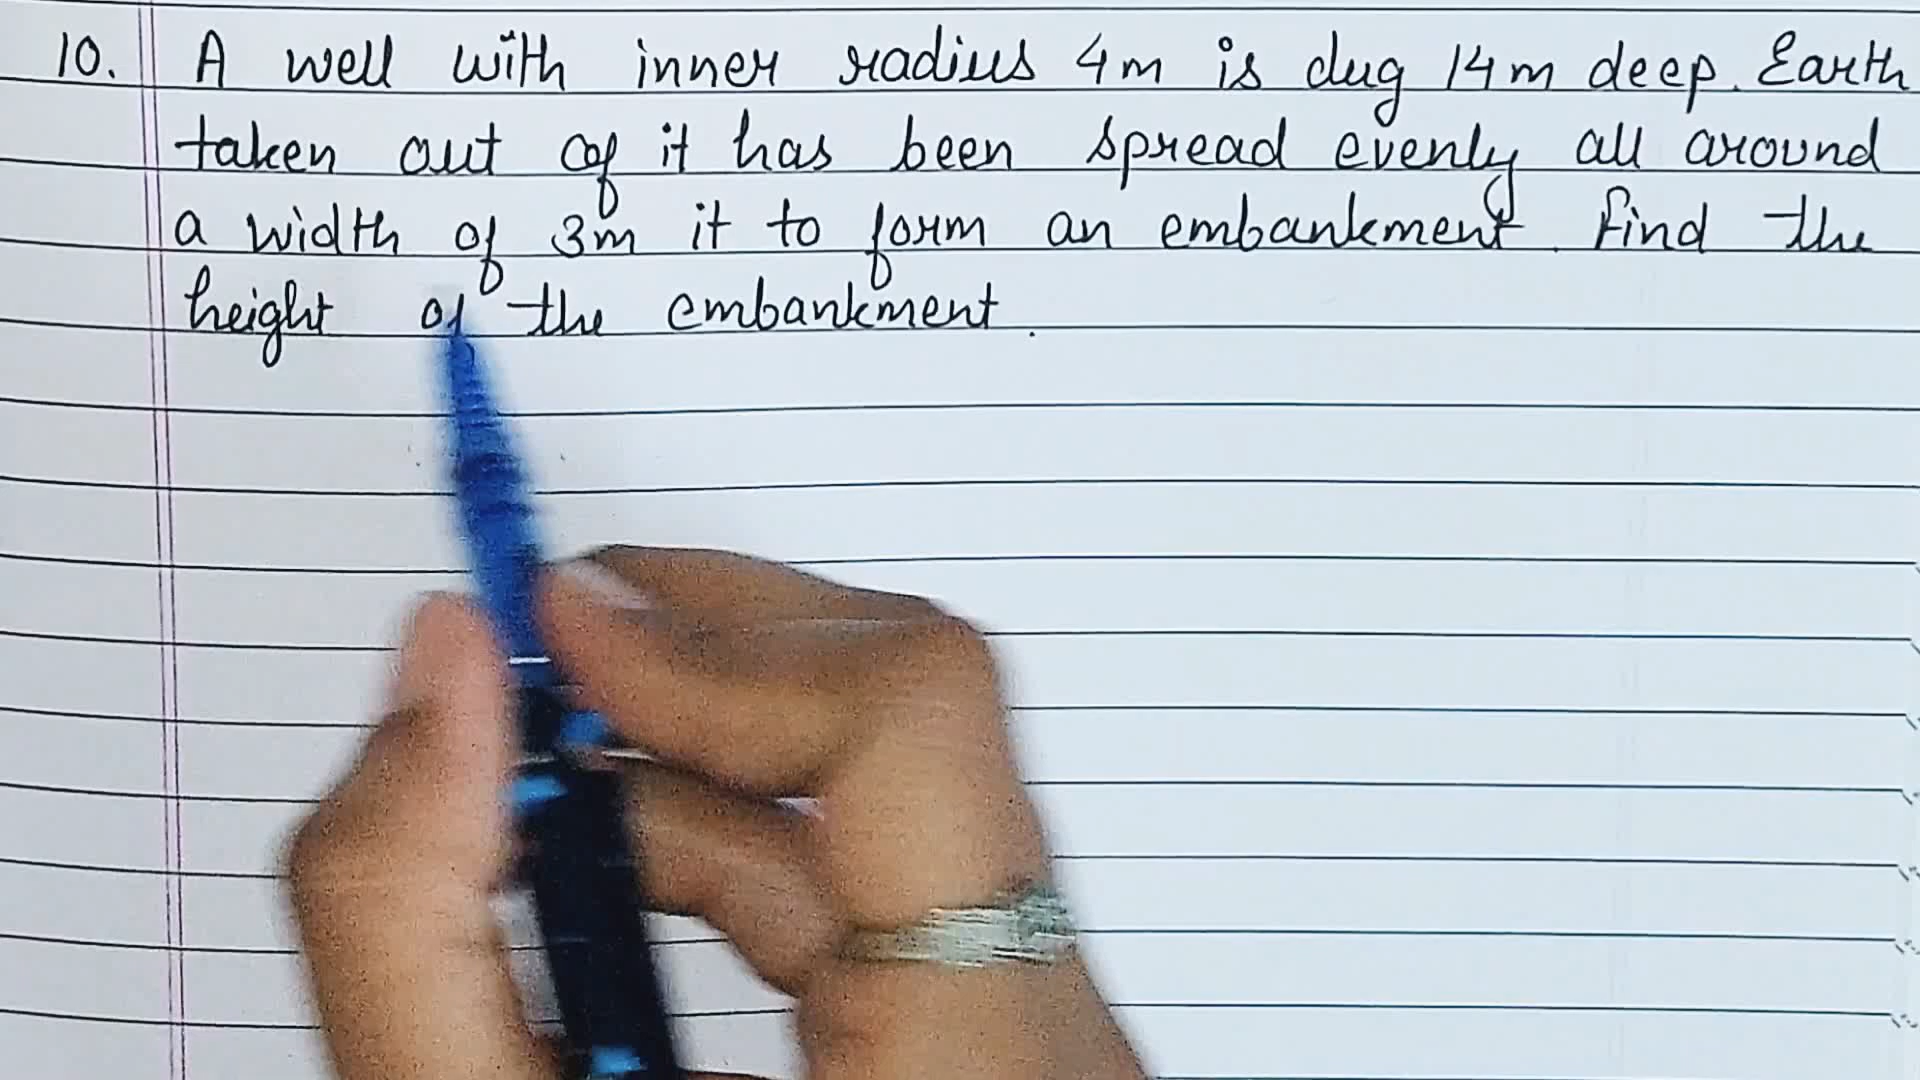 10. A well with inner radius 4m is dug 14m deep. Earth
taken out of it has been spread evenly all around
a width of 3m it to form an embankment. Find the
height of the embankment.